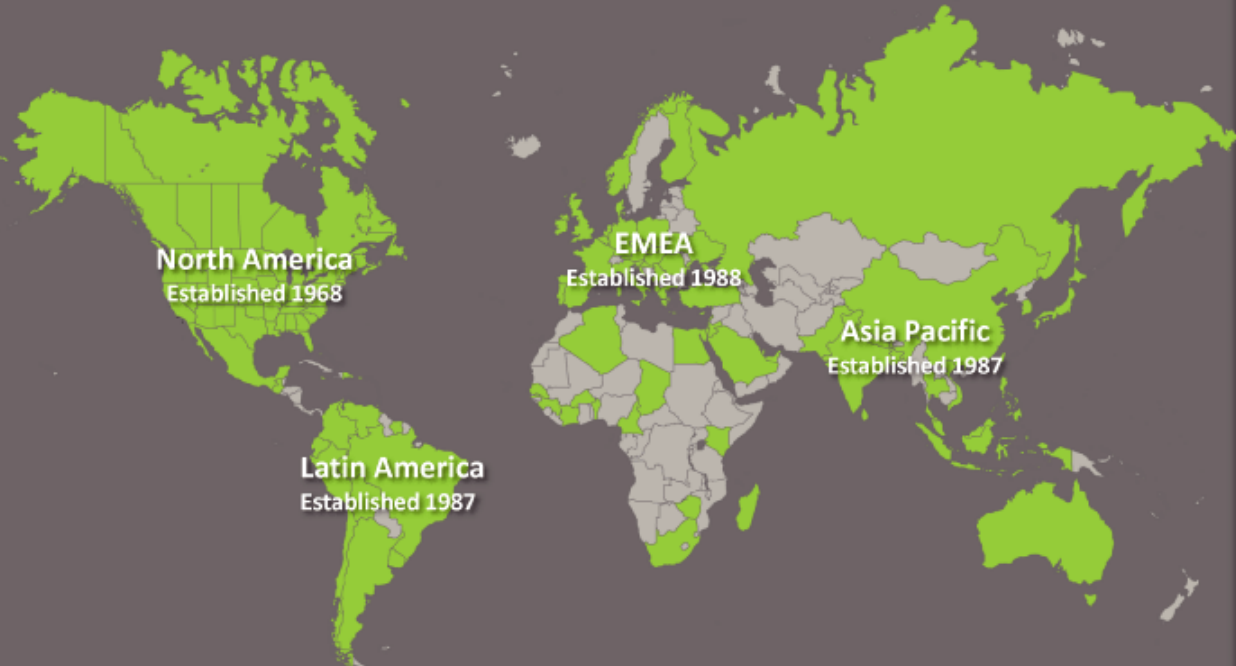 North America
Established 1968
EMEA
Established 1988
Asia Pacific
Established 1987
Latin America
Established 1987